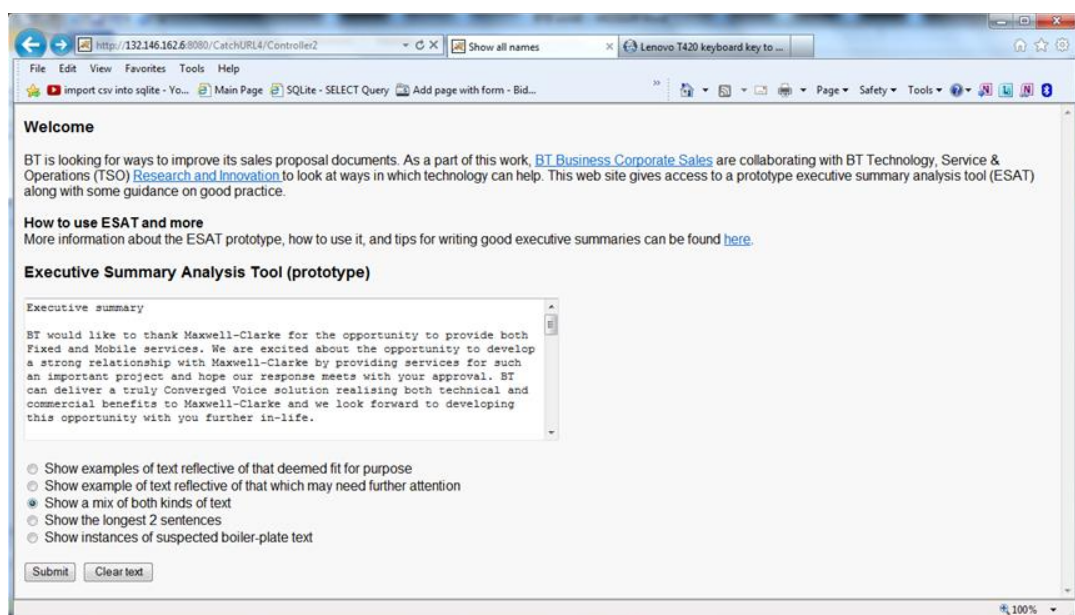 http://132.146.162.6:8080/CatchURL4/Controller2
Show all names
Lenovo T420 keyboard key to ...
File Edit View Favorites Tools Help
import csv into sqlite - Yo... Main Page SQLite - SELECT Query Add page with form - Bid...
Page Safety Tools
Welcome
BT is looking for ways to improve its sales proposal documents. As a part of this work, BT Business Corporate Sales are collaborating with BT Technology, Service &
Operations (TSO) Research and Innovation to look at ways in which technology can help. This web site gives access to a prototype executive summary analysis tool (ESAT)
along with some guidance on good practice.
How to use ESAT and more
More information about the ESAT prototype, how to use it, and tips for writing good executive summaries can be found here.
Executive Summary Analysis Tool (prototype)
Executive summary
BT would like to thank Maxwell-Clarke for the opportunity to provide both
Fixed and Mobile services. We are excited about the opportunity to develop
a strong relationship with Maxwell-Clarke by providing services for such
an important project and hope our response meets with your approval. BT
can deliver a truly Converged Voice solution realising both technical and
commercial benefits to Maxwell-Clarke and we look forward to developing
this opportunity with you further in-life.
Show examples of text reflective of that deemed fit for purpose
Show example of text reflective of that which may need further attention
Show a mix of both kinds of text
Show the longest 2 sentences
Show instances of suspected boiler-plate text
Submit Clear text
100%